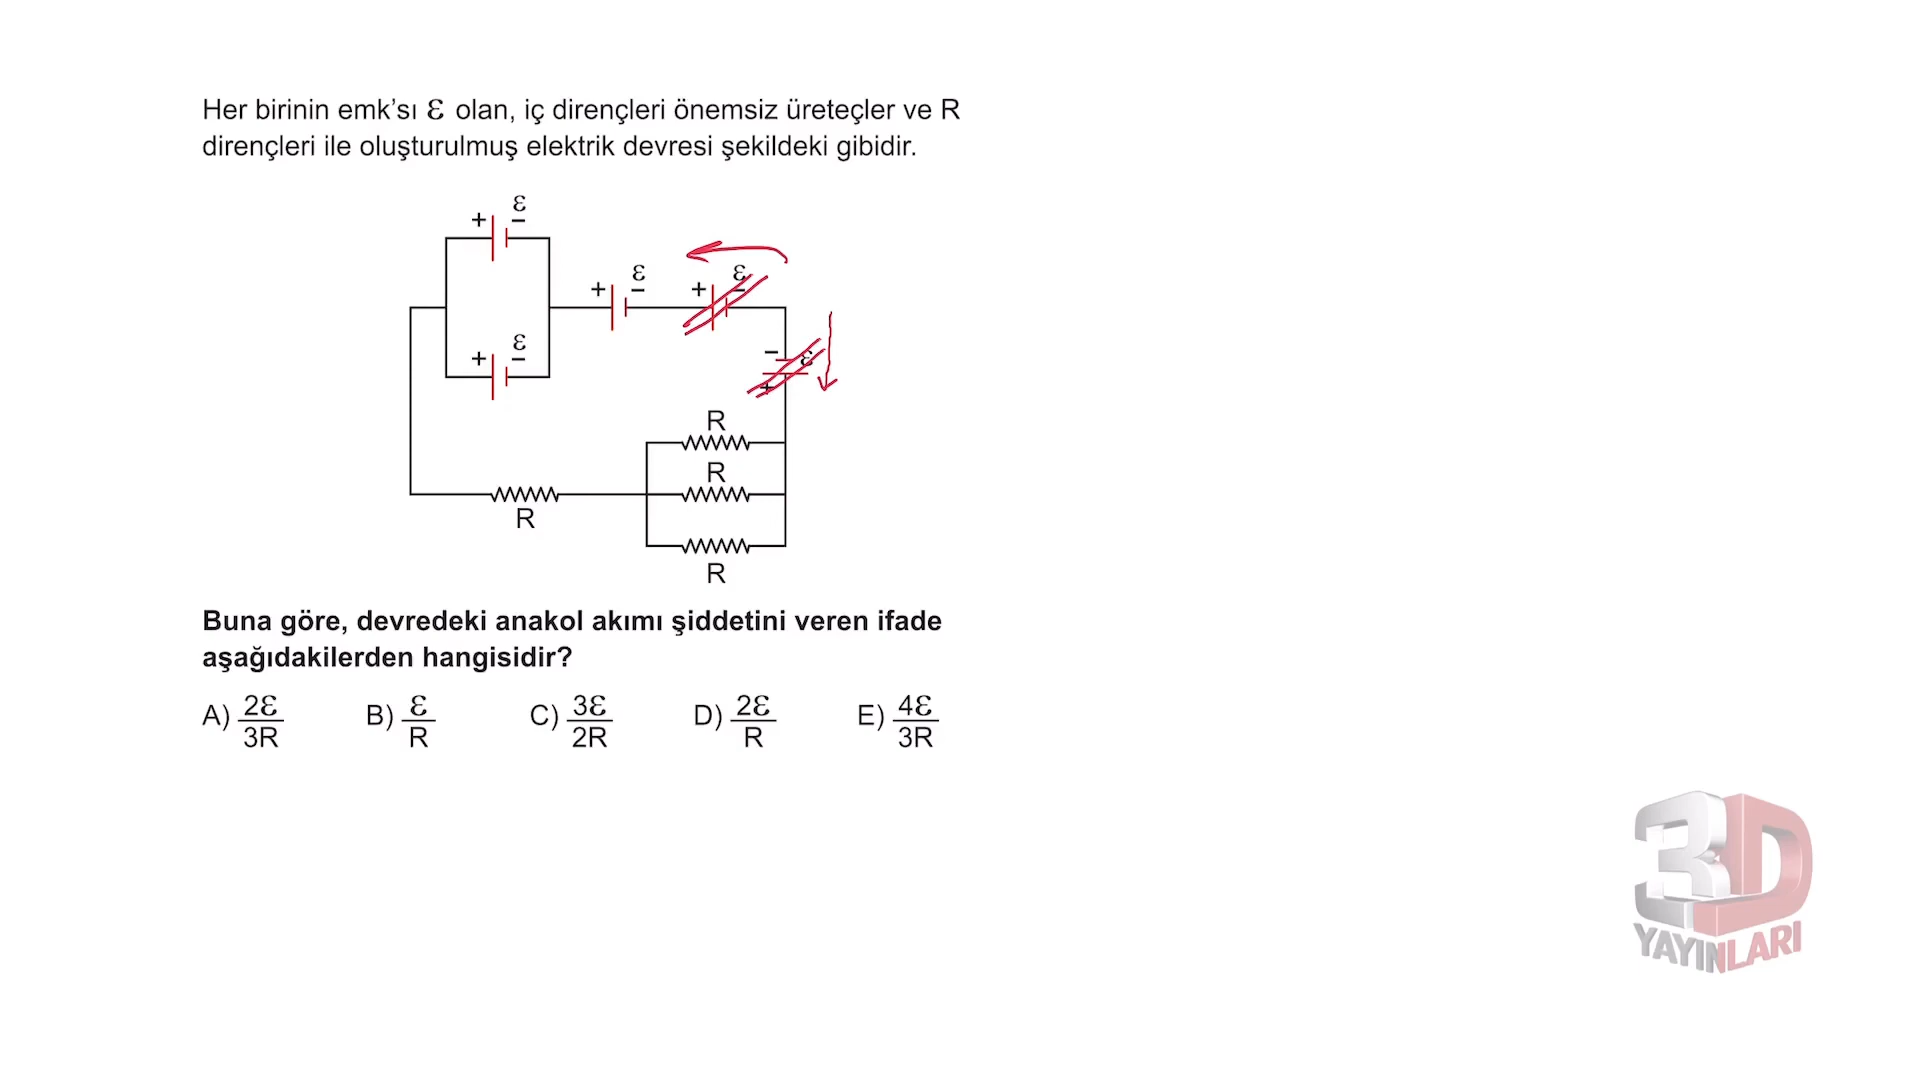 Her birinin emk’sı ε olan, iç dirençleri önemsiz üreteçler ve R
dirençleri ile oluşturulmuş elektrik devresi şekildeki gibidir.
ε
+ −
ε
+ −
ε
+ −
ε
+ −
−
ε
+
R
R
R
R
Buna göre, devredeki anakol akımı şiddetini veren ifade
aşağıdakilerden hangisidir?
A) 2ε/3R B) ε/R C) 3ε/2R D) 2ε/R E) 4ε/3R
3D
YAYINLARI